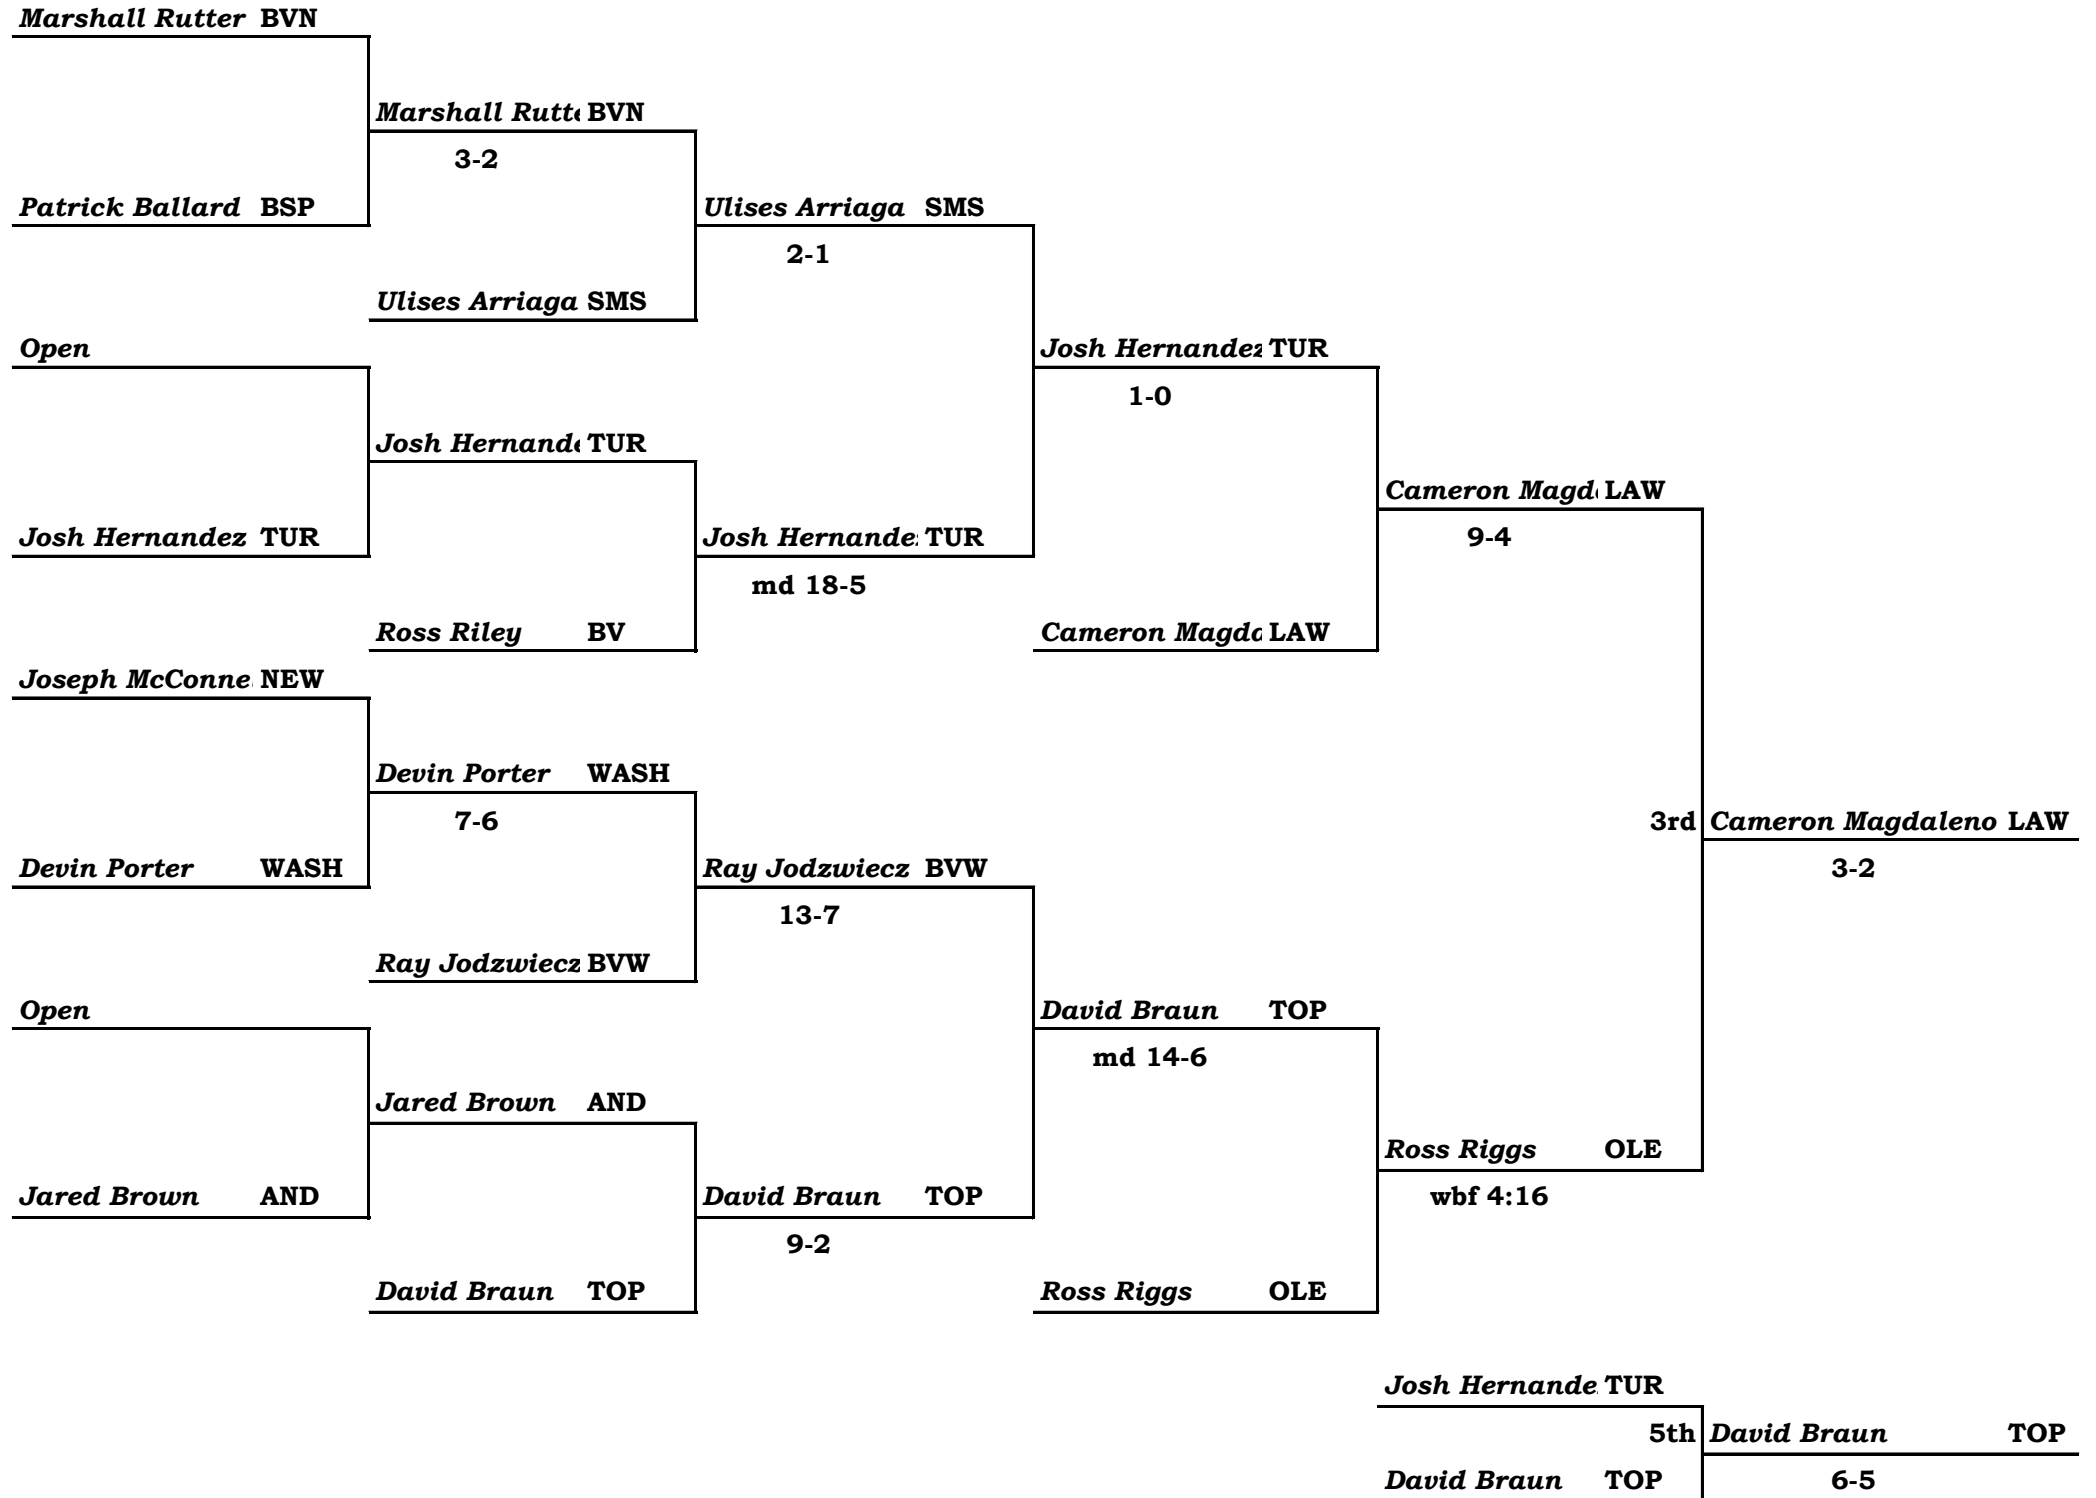 Marshall Rutter BVN
Marshall Rutte BVN
3-2
Patrick Ballard BSP
Ulises Arriaga SMS
2-1
Ulises Arriaga SMS
Open
Josh Hernandez TUR
1-0
Josh Hernande TUR
Cameron Magd LAW
Josh Hernandez TUR
Josh Hernande TUR
9-4
md 18-5
Ross Riley BV
Cameron Magda LAW
Joseph McConne NEW
Devin Porter WASH
7-6
3rd Cameron Magdaleno LAW
Devin Porter WASH
Ray Jodzwiecz BVW
3-2
13-7
Ray Jodzwiecz BVW
Open
David Braun TOP
md 14-6
Jared Brown AND
Ross Riggs OLE
Jared Brown AND
David Braun TOP
wbf 4:16
9-2
David Braun TOP
Ross Riggs OLE
Josh Hernande TUR
5th David Braun TOP
David Braun TOP
6-5